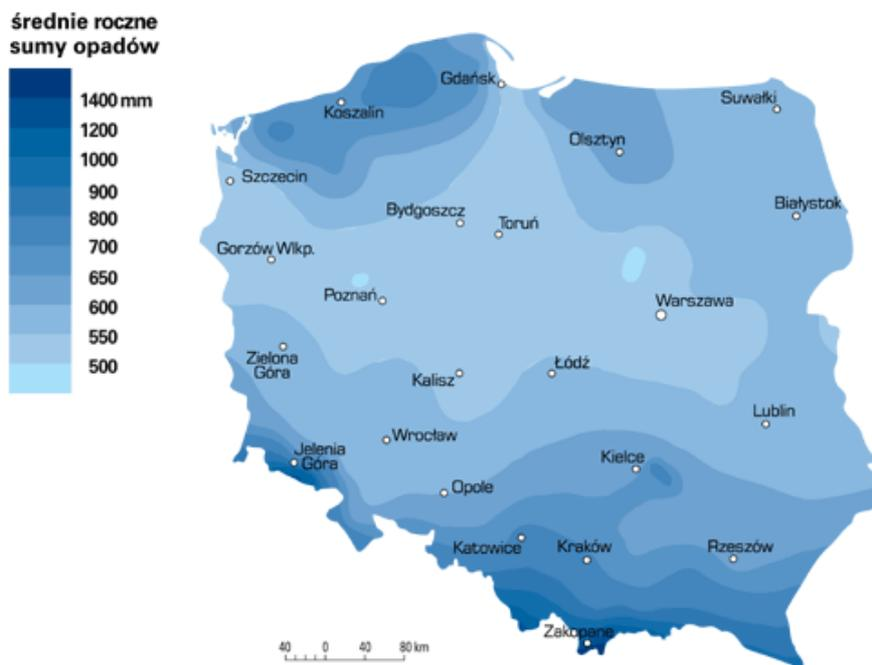 średnie roczne
sumy opadów
1400 mm
1200
1000
900
800
700
650
600
550
500
Gdańsk
Koszalin
Suwałki
Olsztyn
Szczecin
Białystok
Bydgoszcz
Toruń
Gorzów Wlkp.
Poznań
Warszawa
Zielona
Góra
Łódź
Kalisz
Lublin
Wrocław
Jelenia
Góra
Kielce
Opole
Katowice
Kraków
Rzeszów
Zakopane
40 0 40 80 km